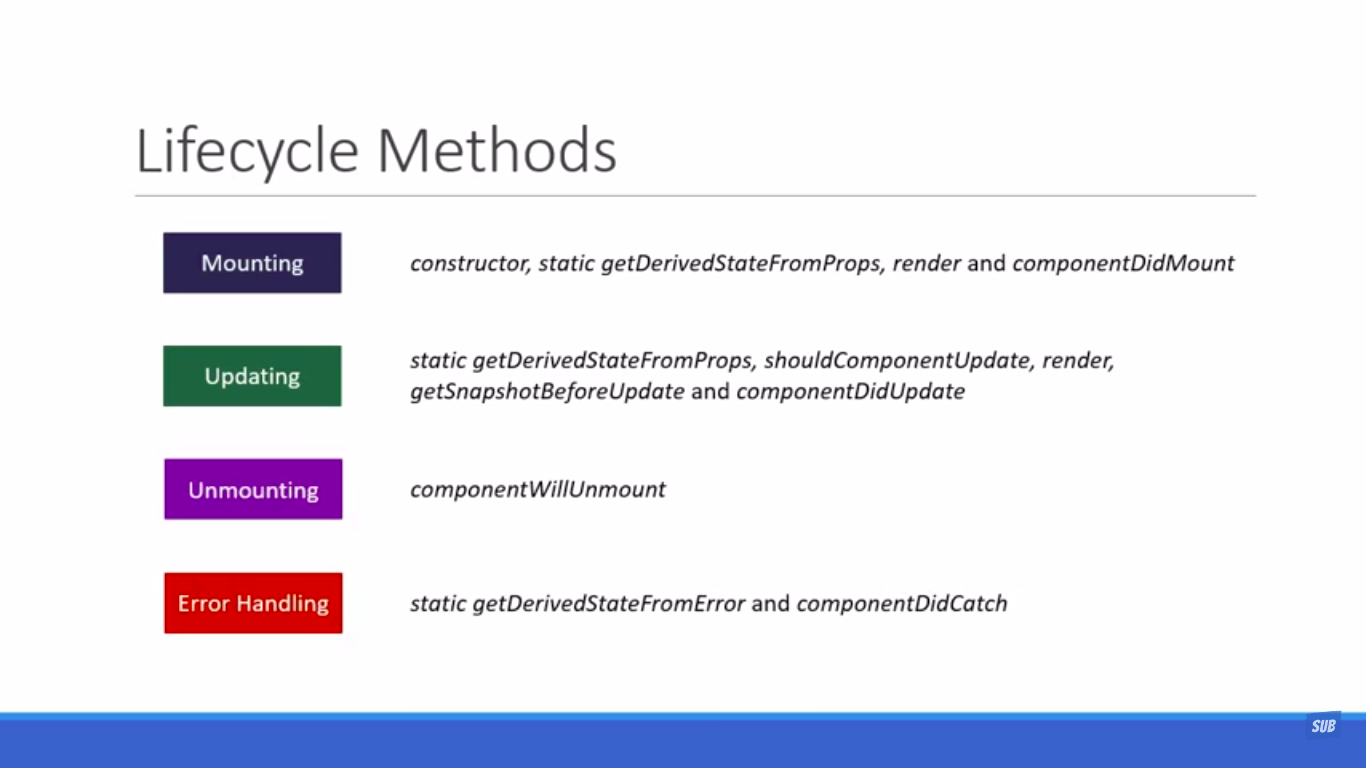 Lifecycle Methods
Mounting
constructor, static getDerivedStateFromProps, render and componentDidMount
Updating
static getDerivedStateFromProps, shouldComponentUpdate, render,
getSnapshotBeforeUpdate and componentDidUpdate
Unmounting
componentWillUnmount
Error Handling
static getDerivedStateFromError and componentDidCatch
SUB